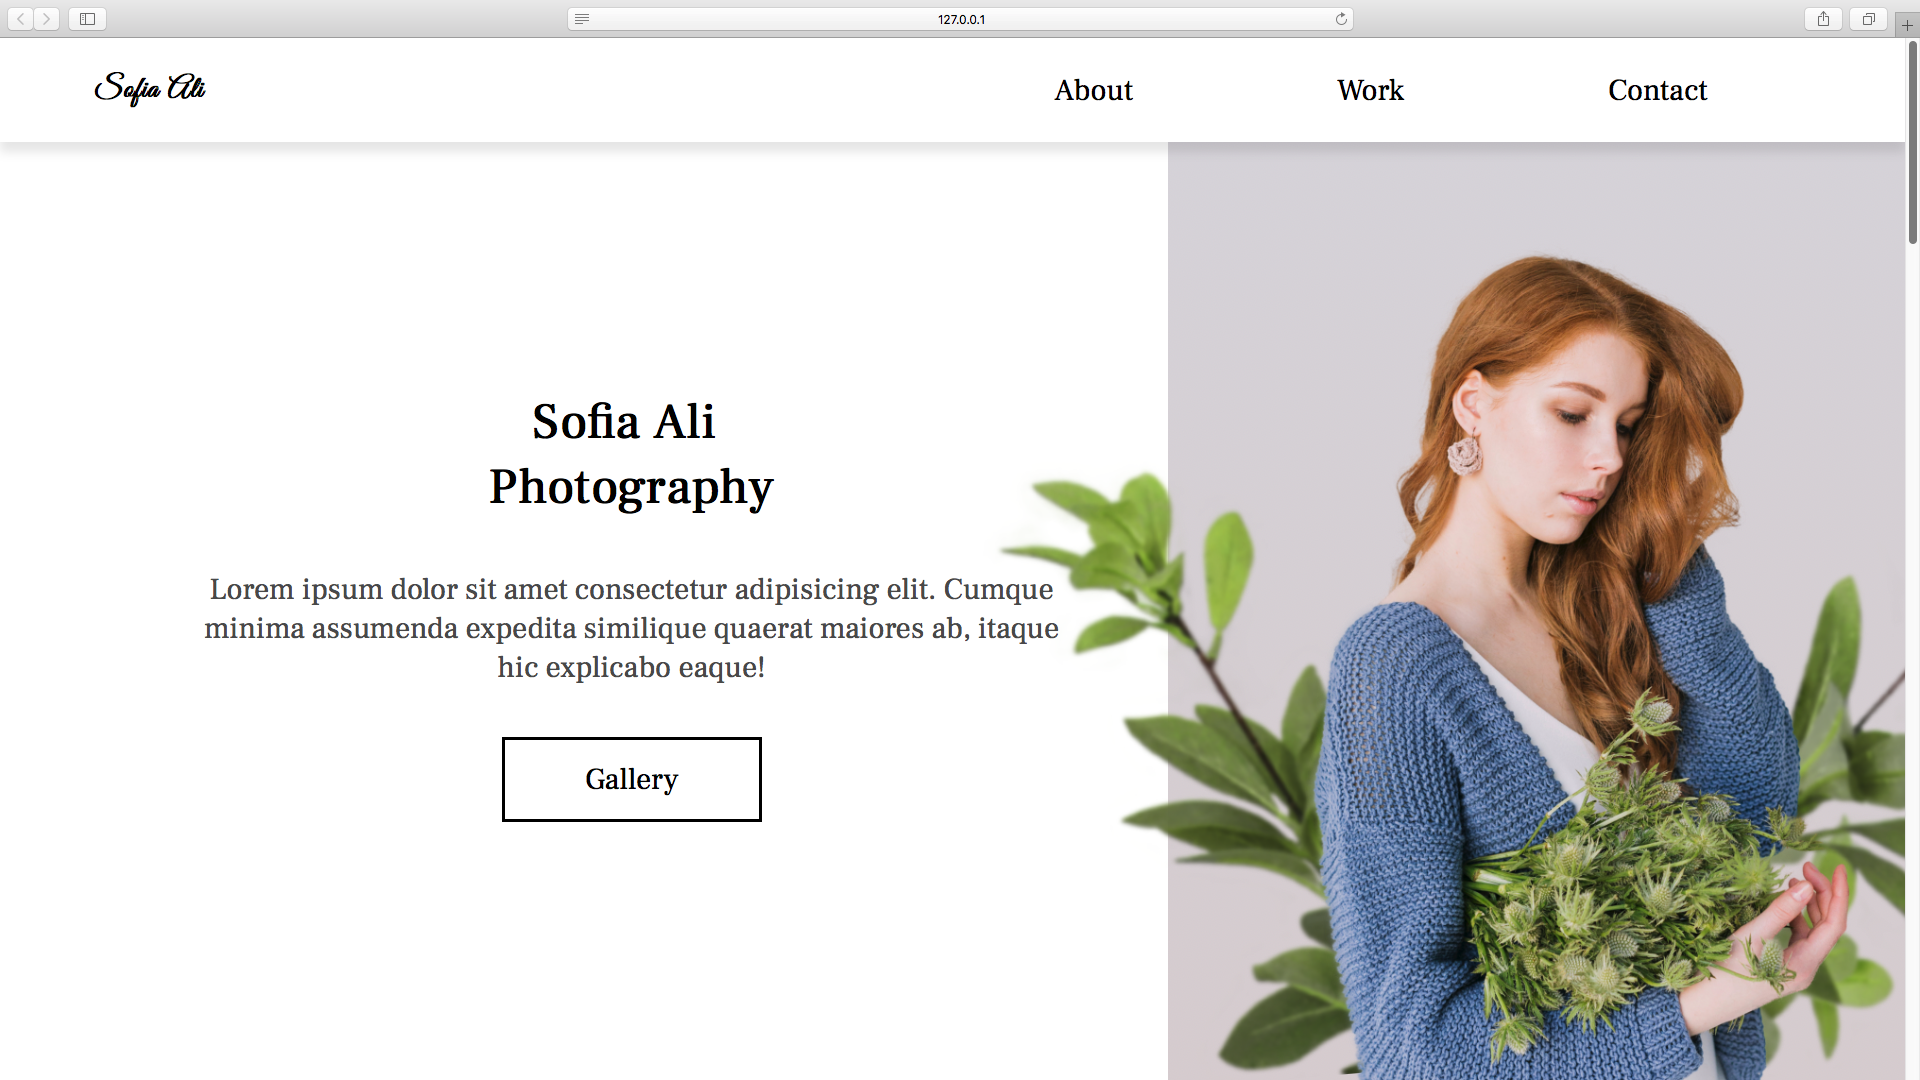 127.0.0.1
Sofia Ali
About
Work
Contact
Sofia Ali
Photography
Lorem ipsum dolor sit amet consectetur adipisicing elit. Cumque
minima assumenda expedita similique quaerat maiores ab, itaque
hic explicabo eaque!
Gallery